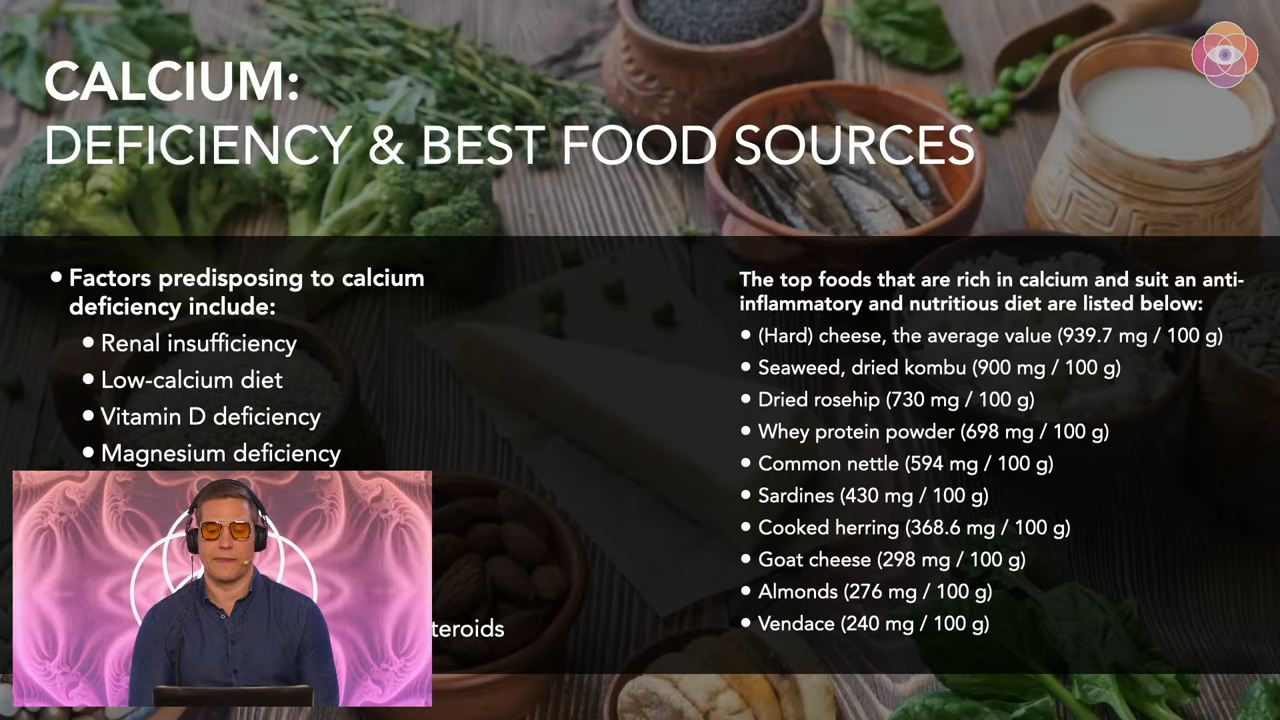 CALCIUM:
DEFICIENCY & BEST FOOD SOURCES
• Factors predisposing to calcium
deficiency include:
• Renal insufficiency
• Low-calcium diet
• Vitamin D deficiency
• Magnesium deficiency
teroids
The top foods that are rich in calcium and suit an anti-
inflammatory and nutritious diet are listed below:
• (Hard) cheese, the average value (939.7 mg / 100 g)
• Seaweed, dried kombu (900 mg / 100 g)
• Dried rosehip (730 mg / 100 g)
• Whey protein powder (698 mg / 100 g)
• Common nettle (594 mg / 100 g)
• Sardines (430 mg / 100 g)
• Cooked herring (368.6 mg / 100 g)
• Goat cheese (298 mg / 100 g)
• Almonds (276 mg / 100 g)
• Vendace (240 mg / 100 g)